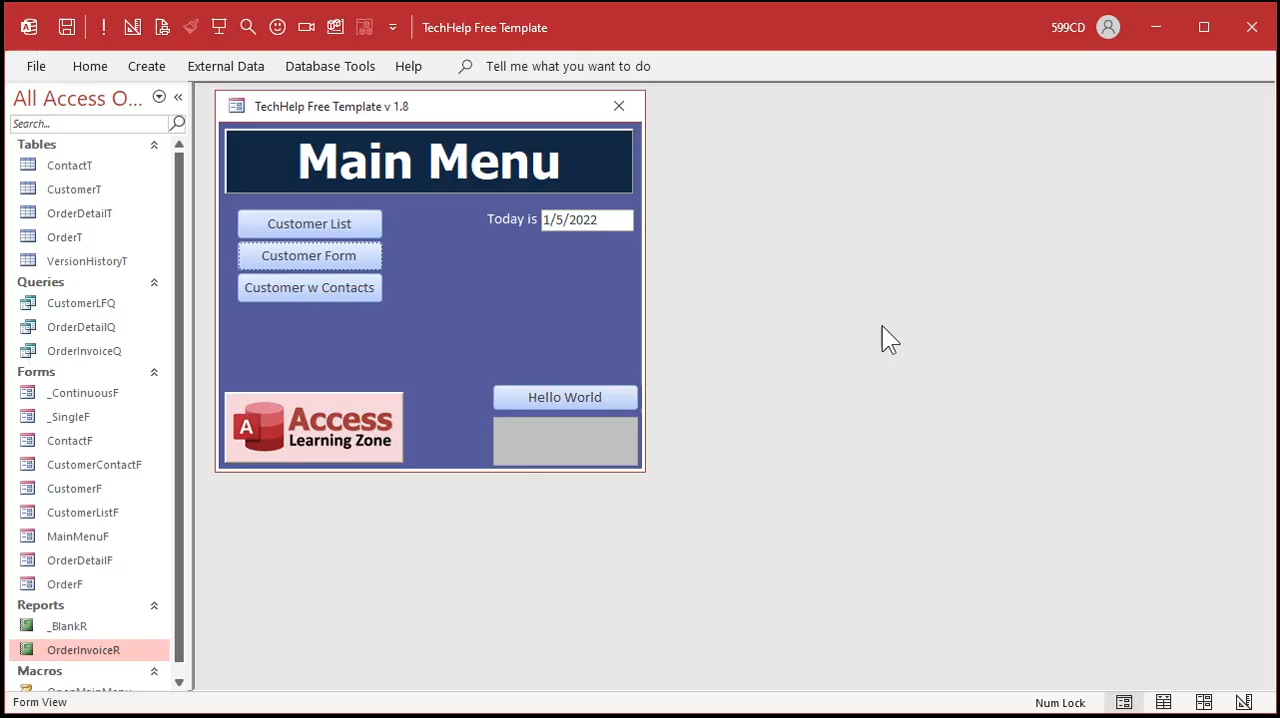 TechHelp Free Template
599CD
File Home Create External Data Database Tools Help Tell me what you want to do
All Access O...
Search...
Tables
ContactT
CustomerT
OrderDetailT
OrderT
VersionHistoryT
Queries
CustomerLFQ
OrderDetailQ
OrderInvoiceQ
Forms
_ContinuousF
_SingleF
ContactF
CustomerContactF
CustomerF
CustomerListF
MainMenuF
OrderDetailF
OrderF
Reports
_BlankR
OrderInvoiceR
Macros
OpenMainMenu
TechHelp Free Template v 1.8
Main Menu
Customer List
Today is 1/5/2022
Customer Form
Customer w Contacts
Hello World
A Access
Learning Zone
Form View
Num Lock